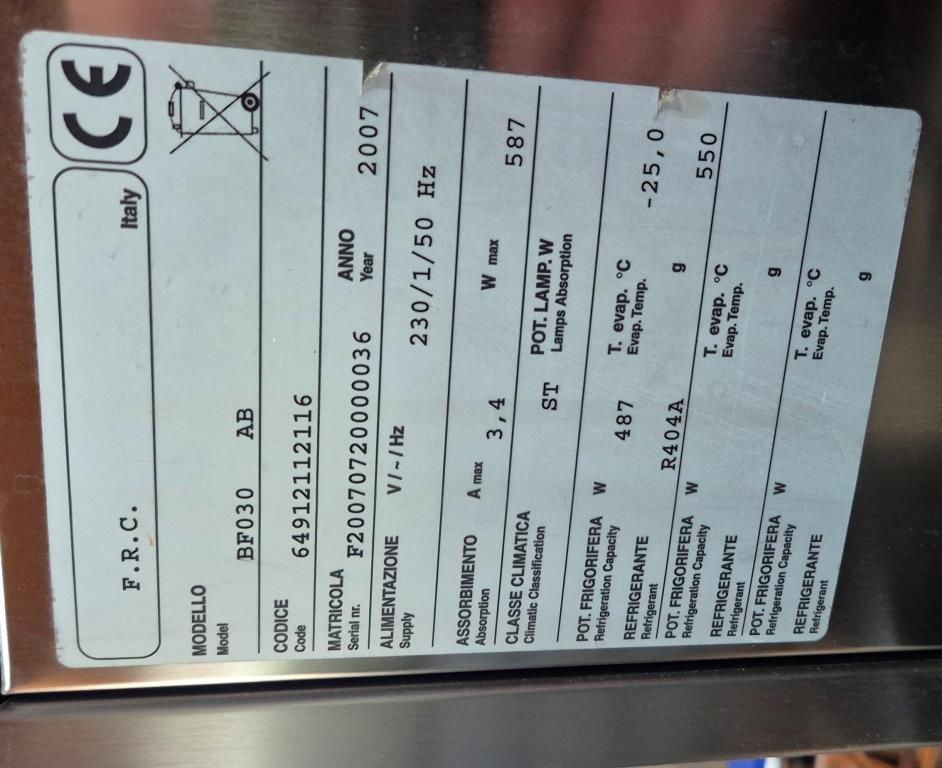 CE
F.R.C. Italy
MODELLO BF030 AB
Model
CODICE 649121112116
Code
MATRICOLA F2007072000036 ANNO 2007
Serial nr. Year
ALIMENTAZIONE V / ~ / Hz 230/1/50 Hz
Supply
ASSORBIMENTO A max 3,4 W max 587
Absorption
CLASSE CLIMATICA ST POT. LAMP. W
Climatic Classification Lamps Absorption
POT. FRIGORIFERA W 487 T. evap. °C -25,0
Refrigeration Capacity Evap. Temp.
REFRIGERANTE R404A g 550
Refrigerant
POT. FRIGORIFERA W T. evap. °C
Refrigeration Capacity Evap. Temp.
REFRIGERANTE g
Refrigerant
POT. FRIGORIFERA W T. evap. °C
Refrigeration Capacity Evap. Temp.
REFRIGERANTE g
Refrigerant